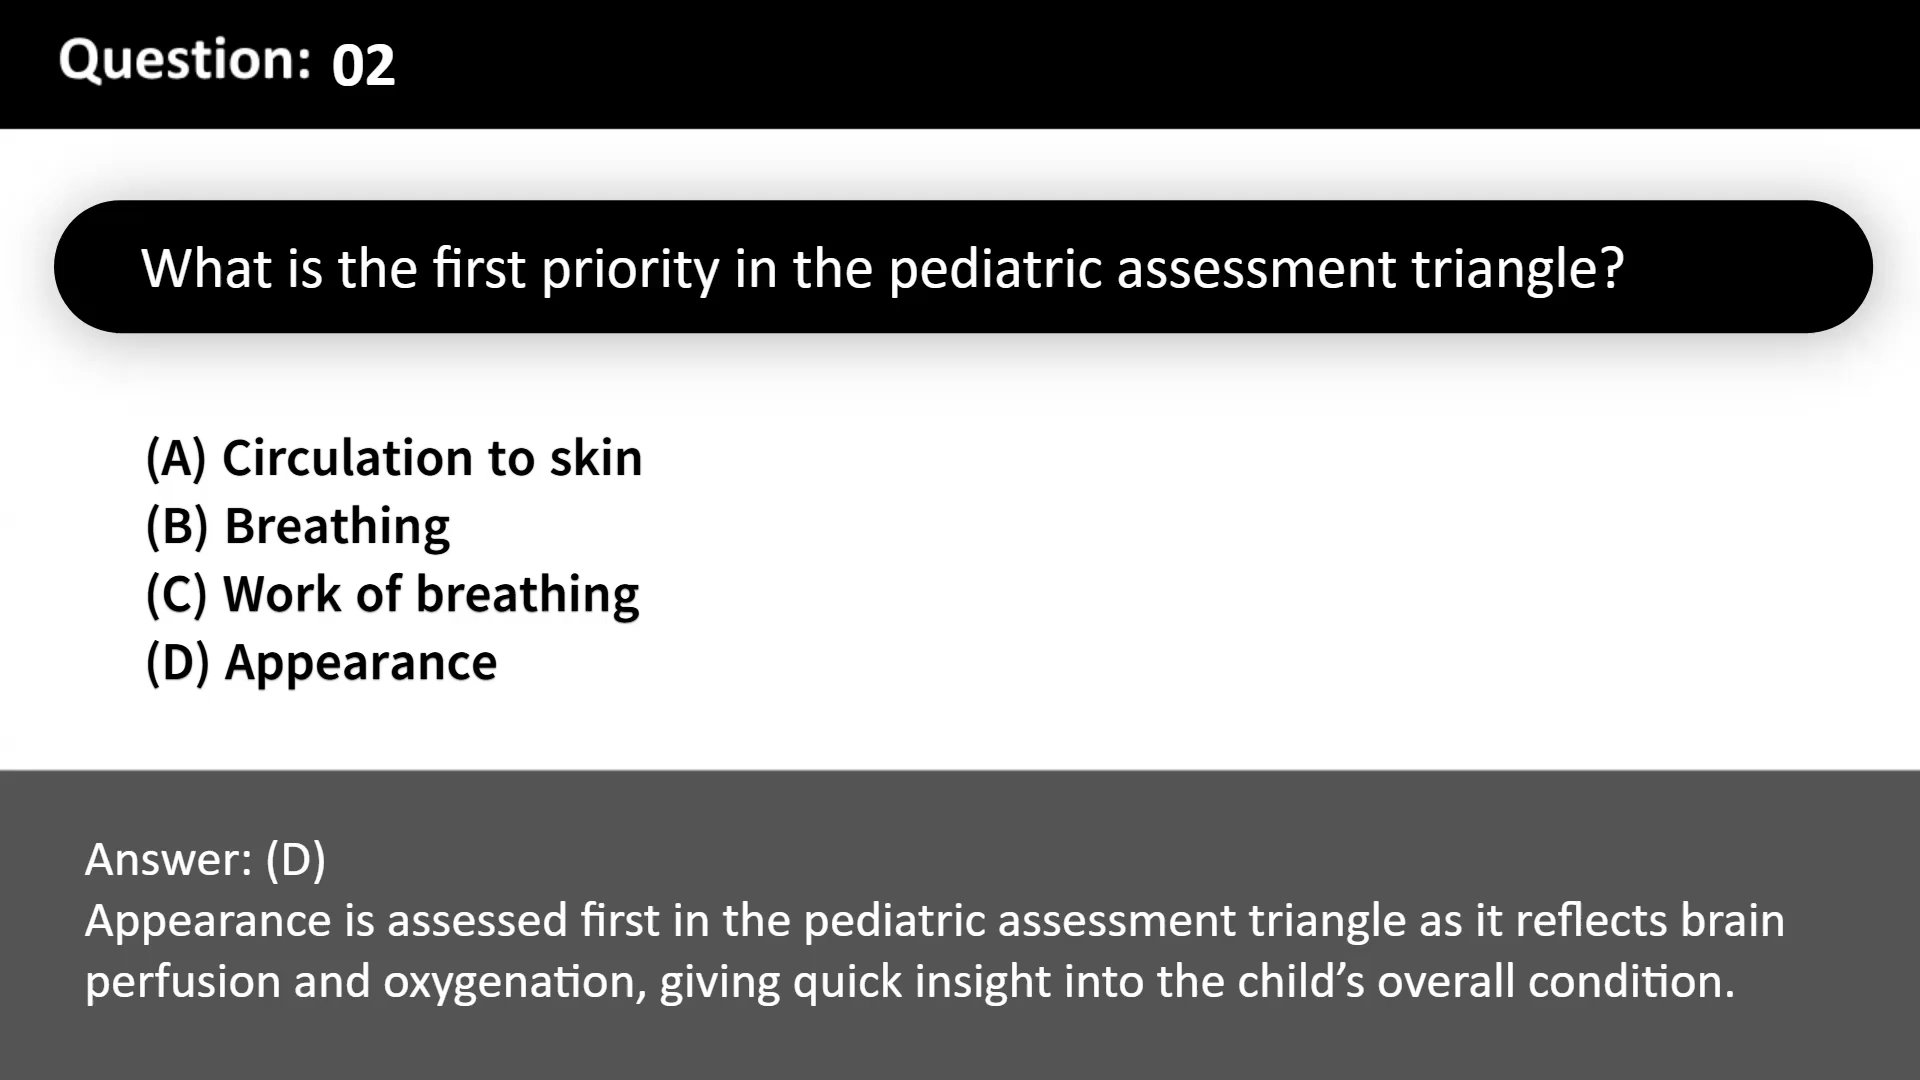 Question: 02
What is the first priority in the pediatric assessment triangle?
(A) Circulation to skin
(B) Breathing
(C) Work of breathing
(D) Appearance
Answer: (D)
Appearance is assessed first in the pediatric assessment triangle as it reflects brain
perfusion and oxygenation, giving quick insight into the child’s overall condition.